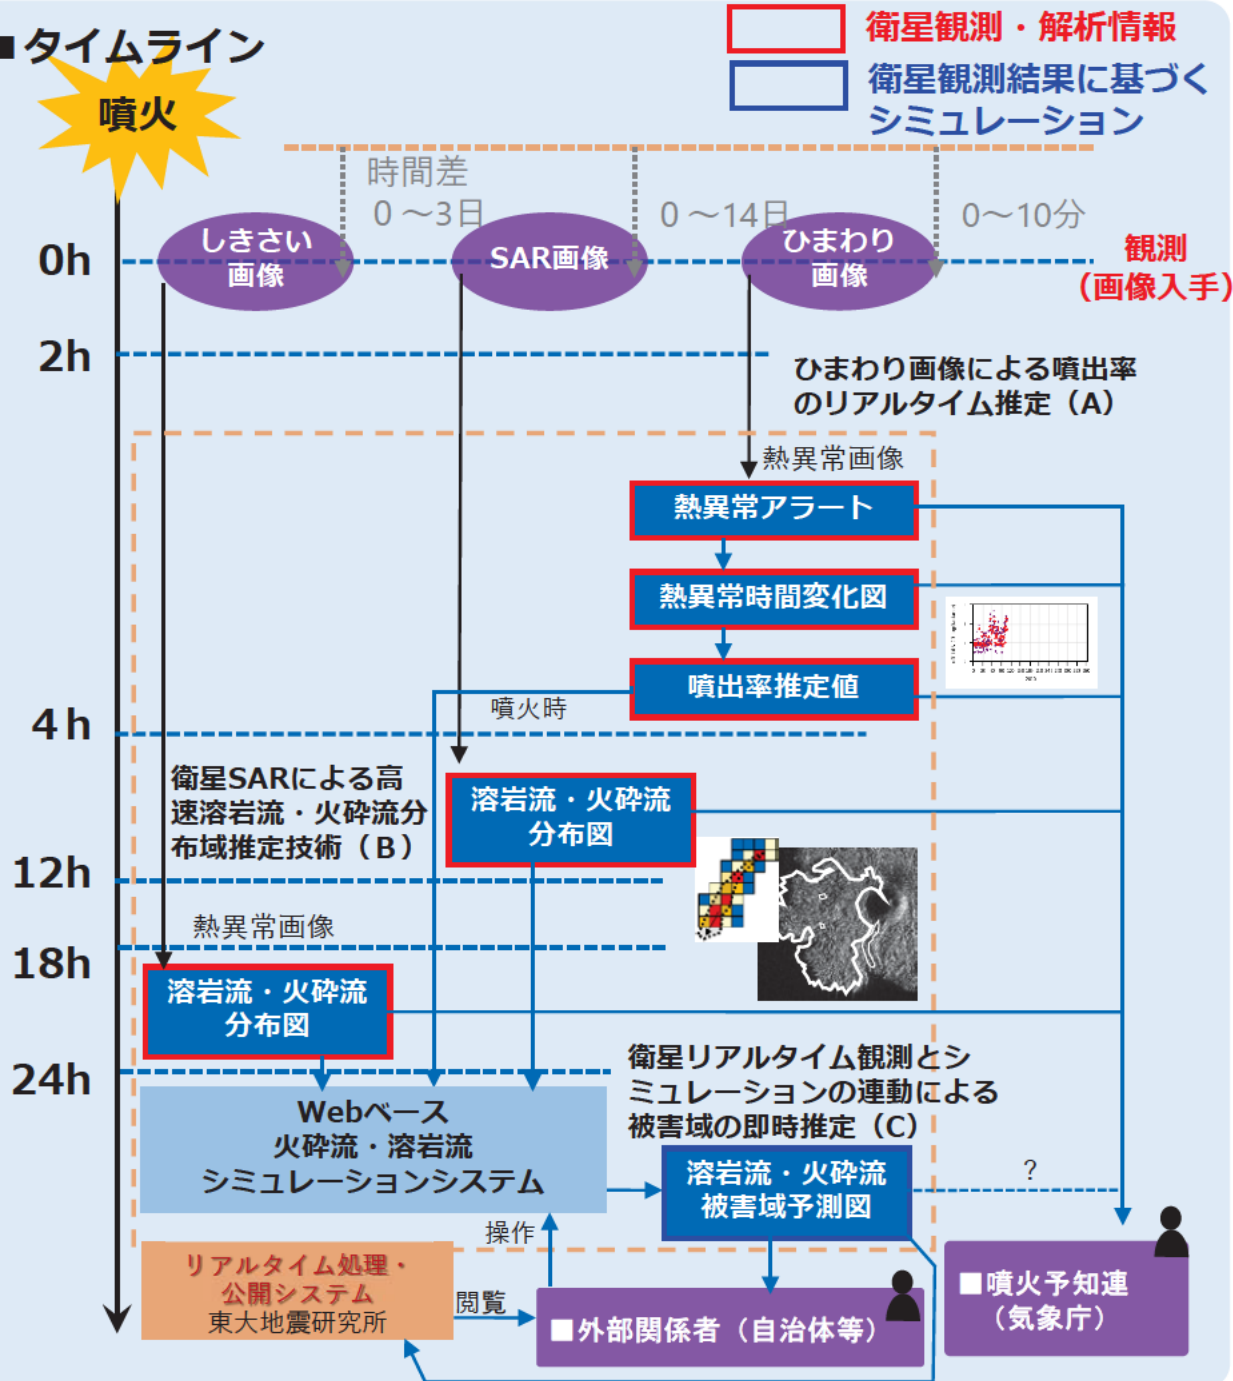 ■タイムライン
噴火
衛星観測・解析情報
衛星観測結果に基づく
シミュレーション
時間差
0 ～3日
0 ～14日
0～10分
0h
しきさい
画像
SAR画像
ひまわり
画像
観測
（画像入手）
2h
ひまわり画像による噴出率
のリアルタイム推定（A）
熱異常画像
熱異常アラート
熱異常時間変化図
噴出率推定値
噴火時
4h
衛星SARによる高
速溶岩流・火砕流分
布域推定技術（B）
溶岩流・火砕流
分布図
12h
熱異常画像
18h
溶岩流・火砕流
分布図
24h
衛星リアルタイム観測とシ
ミュレーションの連動による
被害域の即時推定（C）
Webベース
火砕流・溶岩流
シミュレーションシステム
溶岩流・火砕流
被害域予測図
?
操作
リアルタイム処理・
公開システム
東大地震研究所
閲覧
■外部関係者（自治体等）
■噴火予知連
（気象庁）